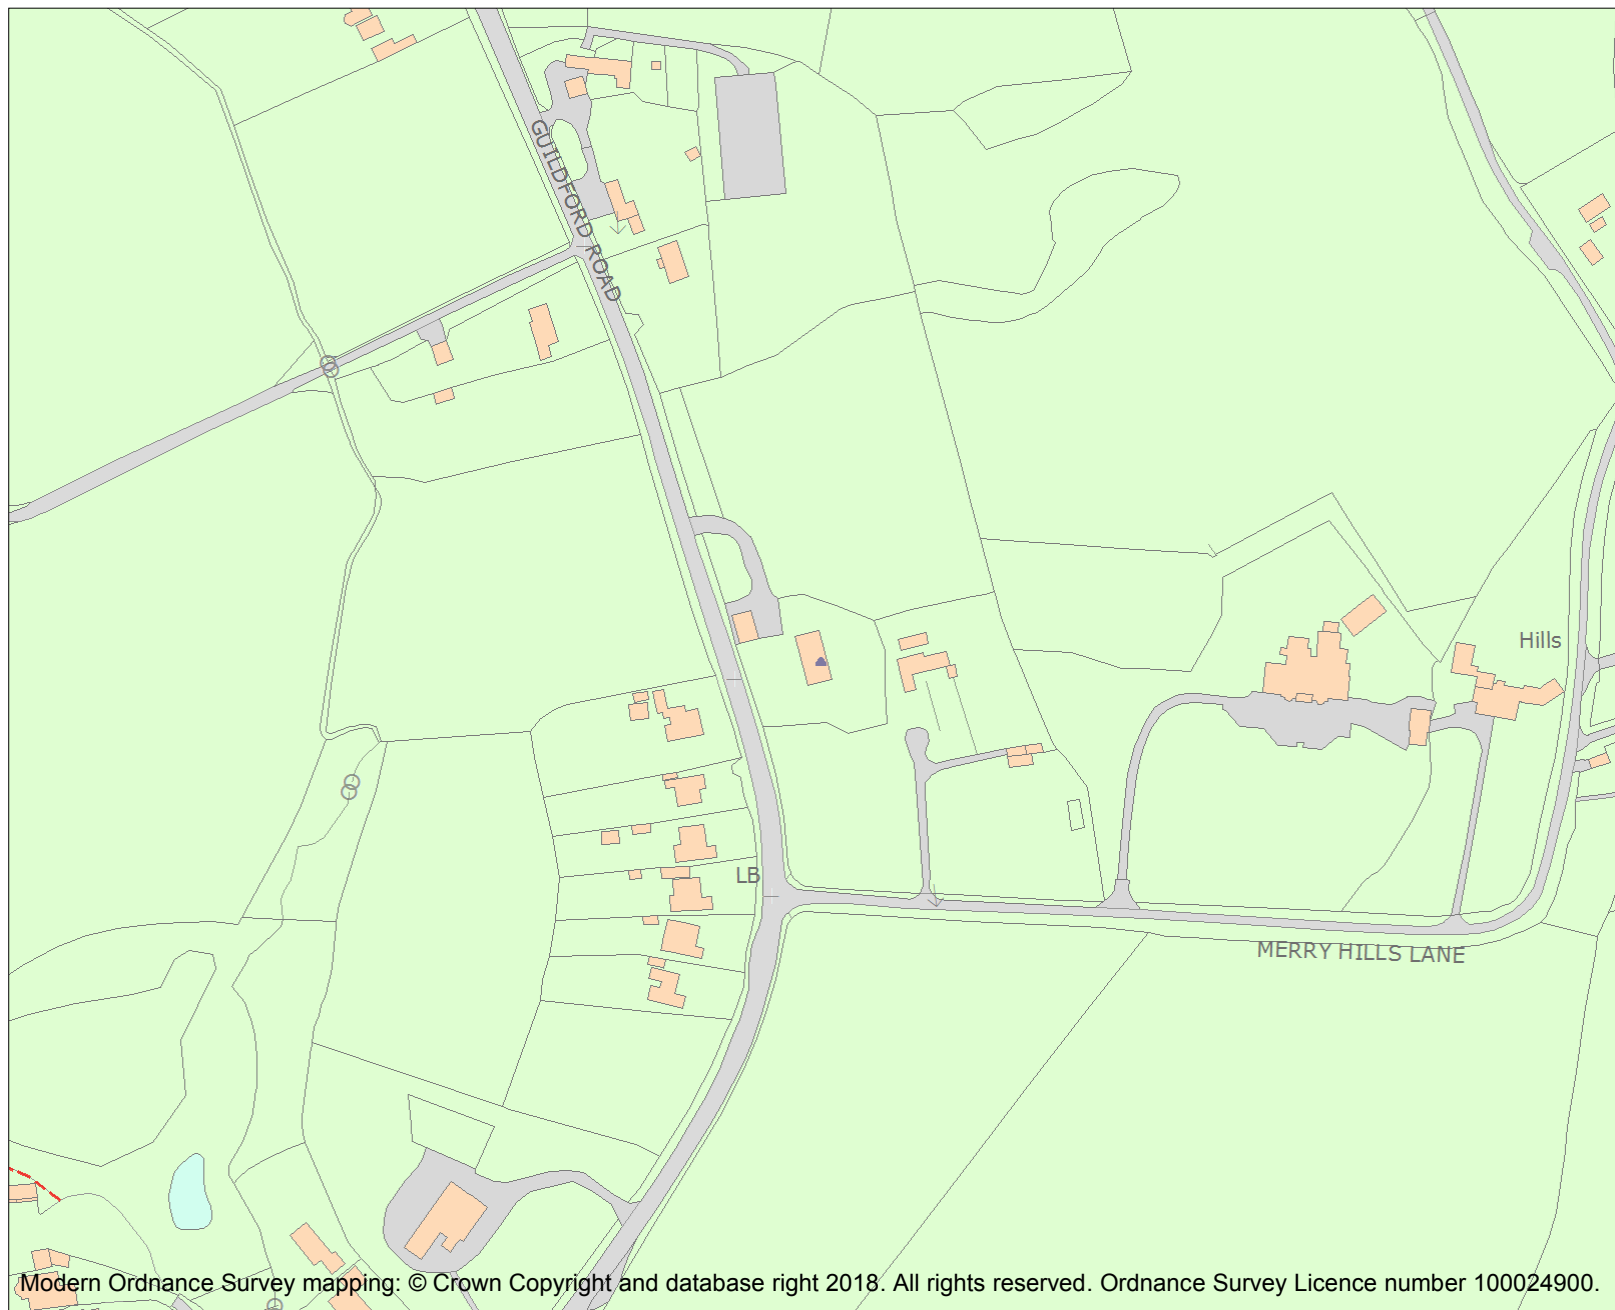 GUILDFORD ROAD
Hills
LB
MERRY HILLS LANE
Modern Ordnance Survey mapping: © Crown Copyright and database right 2018. All rights reserved. Ordnance Survey Licence number 100024900.